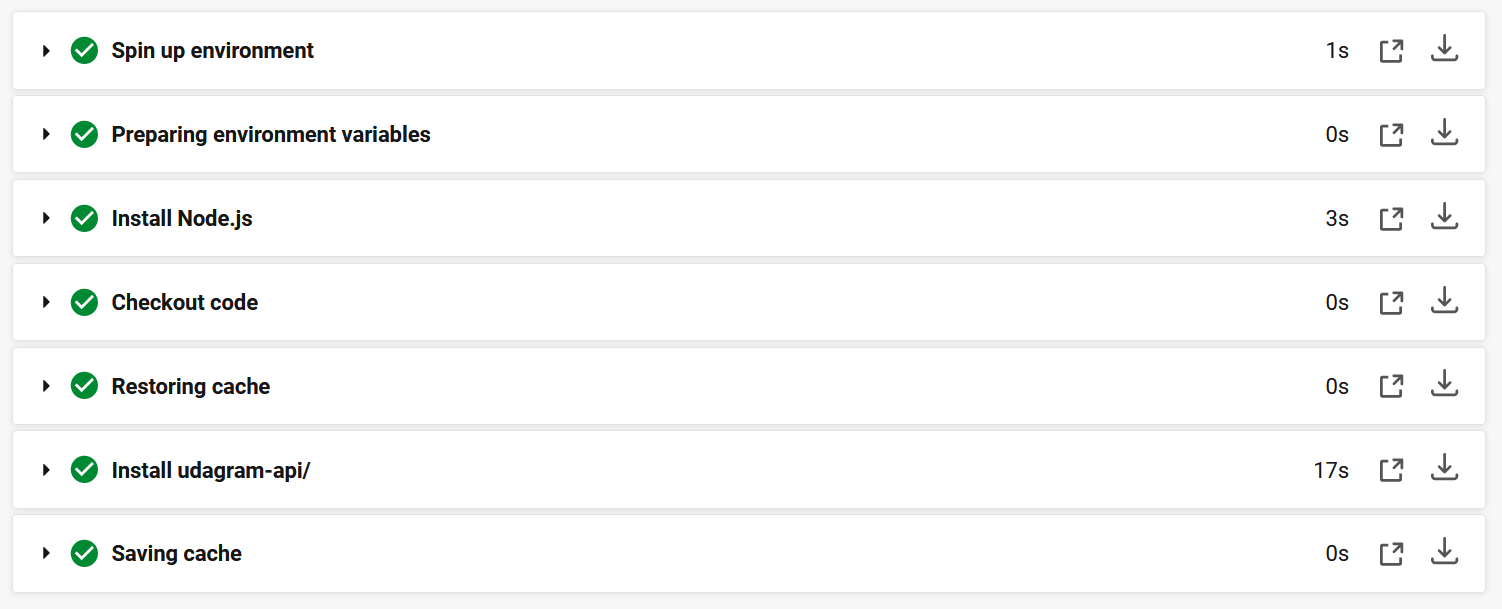 Spin up environment 1s
Preparing environment variables 0s
Install Node.js 3s
Checkout code 0s
Restoring cache 0s
Install udagram-api/ 17s
Saving cache 0s